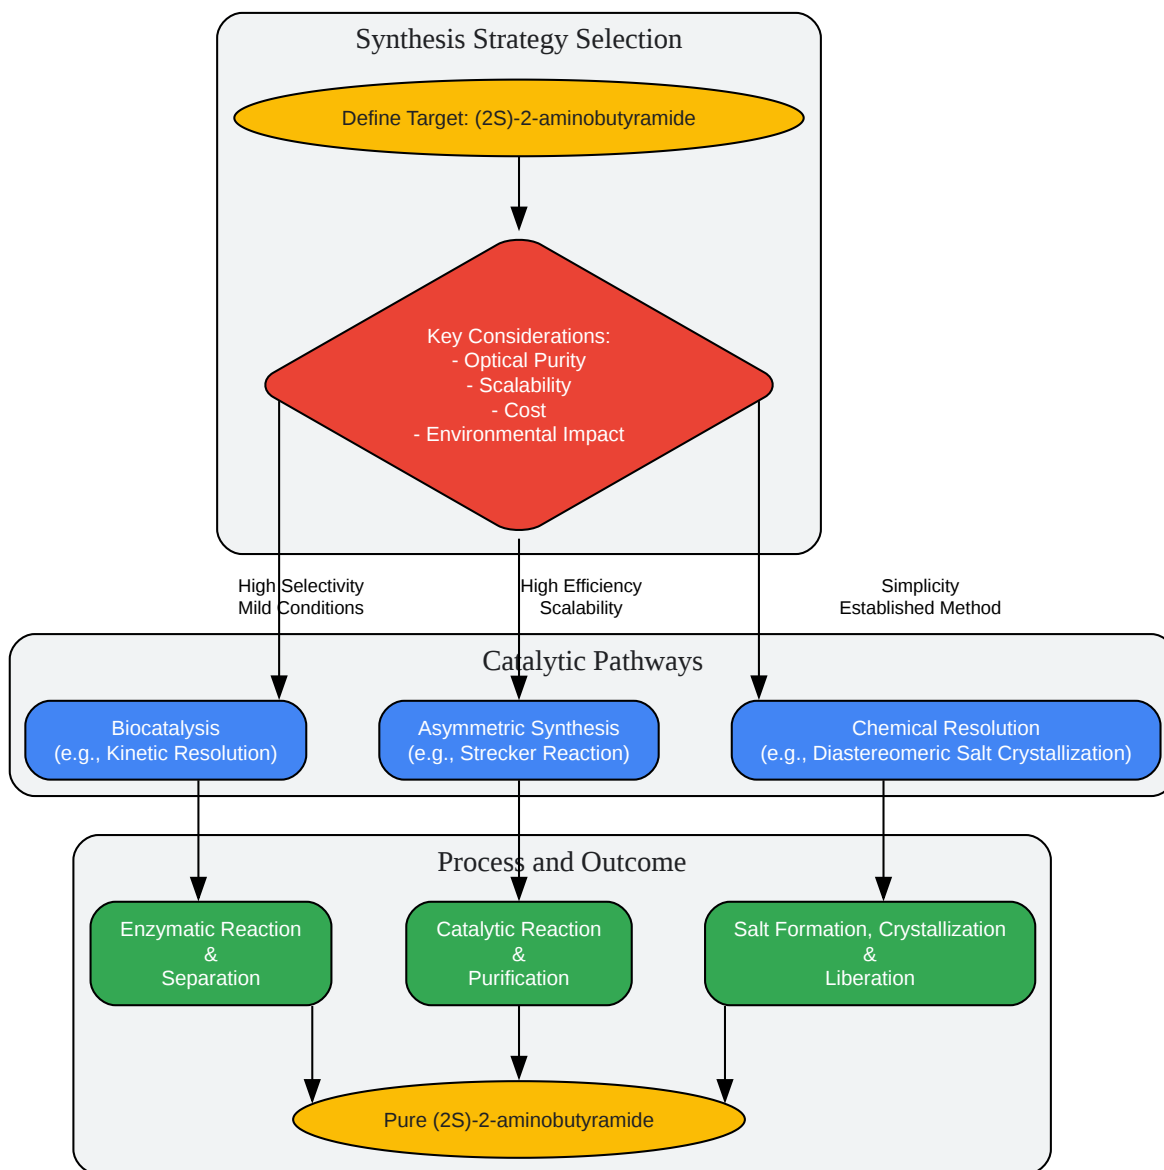 Synthesis Strategy Selection
Define Target: (2S)-2-aminobutyramide
Key Considerations:
- Optical Purity
- Scalability
- Cost
- Environmental Impact
High Selectivity
Mild Conditions
High Efficiency
Scalability
Simplicity
Established Method
Catalytic Pathways
Biocatalysis
(e.g., Kinetic Resolution)
Asymmetric Synthesis
(e.g., Strecker Reaction)
Chemical Resolution
(e.g., Diastereomeric Salt Crystallization)
Process and Outcome
Enzymatic Reaction
&
Separation
Catalytic Reaction
&
Purification
Salt Formation, Crystallization
&
Liberation
Pure (2S)-2-aminobutyramide